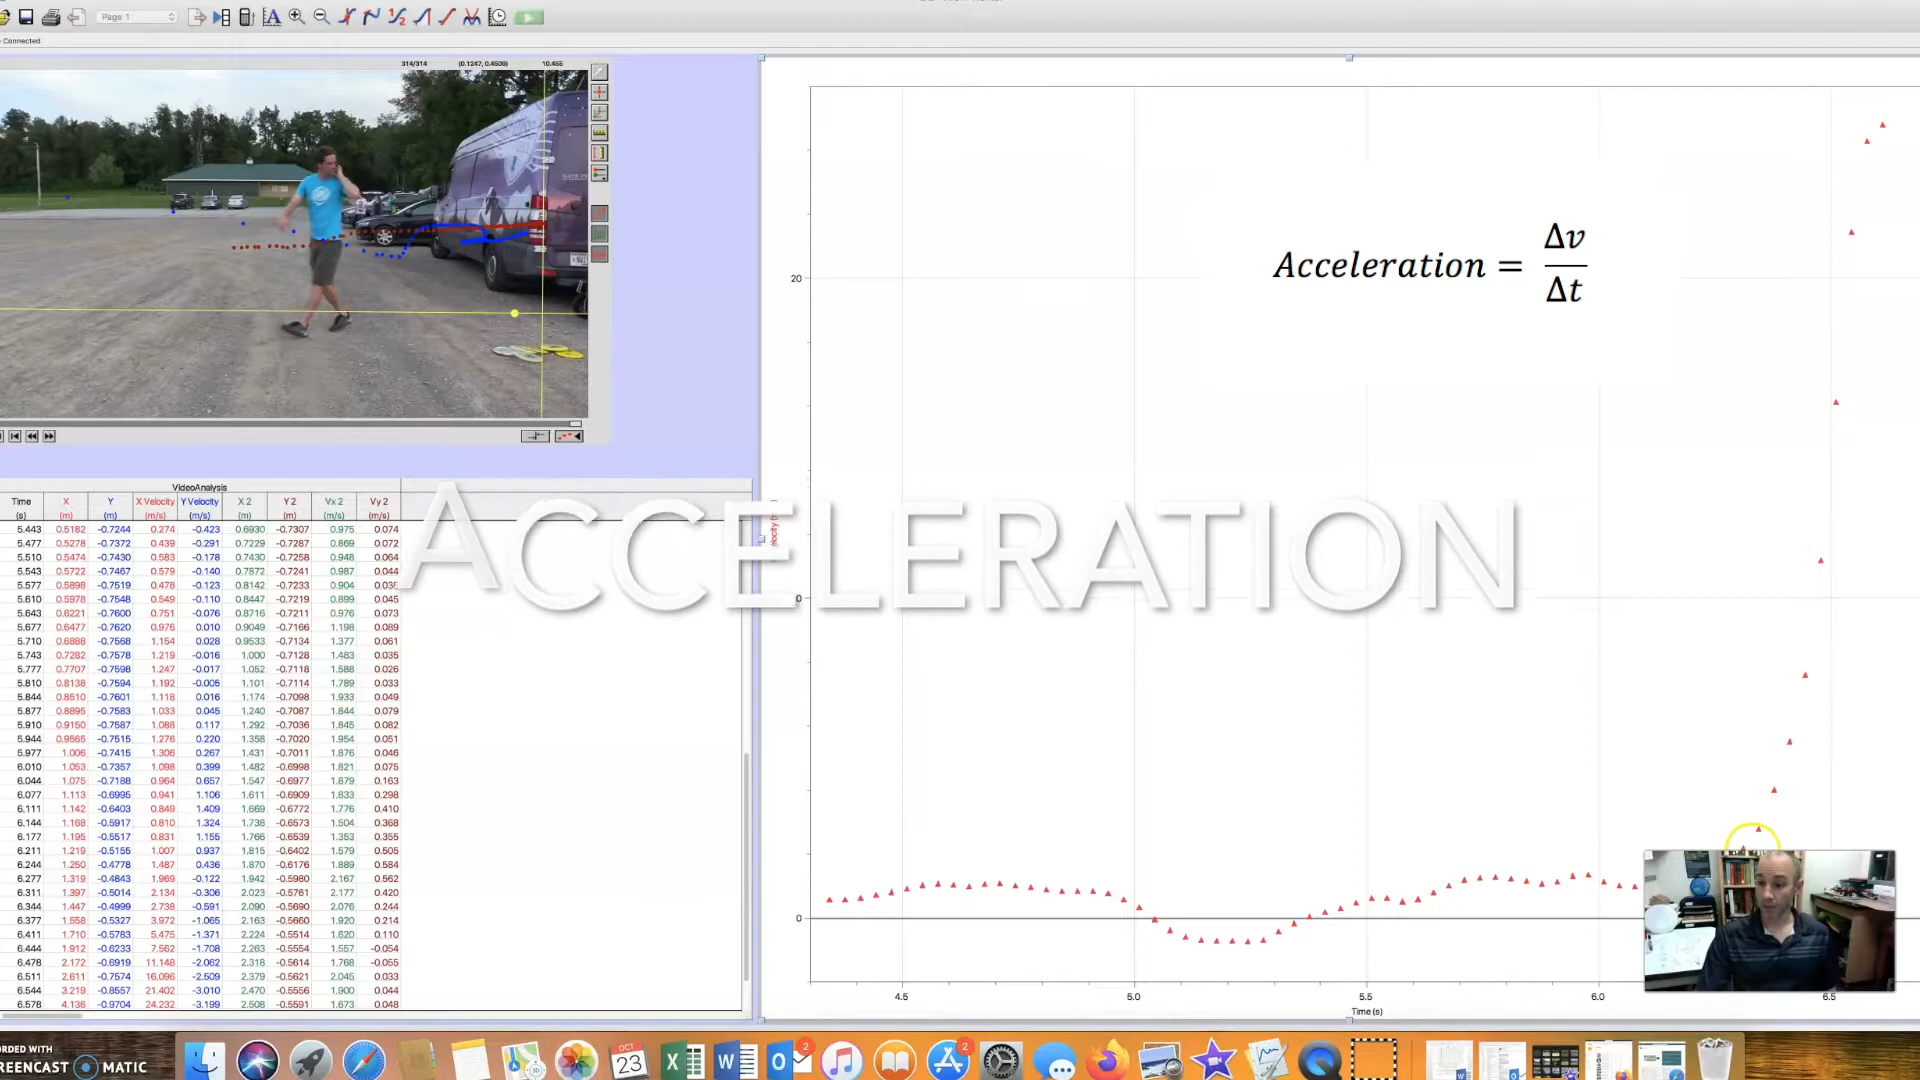 Page 1
Connected
314/314 (0.1247, 0.4509) 10.455
Acceleration = Δv
Δt
20
0
4.5 5.0 5.5 6.0 6.5
Time (s)
ACCELERATION
VideoAnalysis
Time X Y X Velocity Y Velocity X 2 Y 2 Vx 2 Vy 2
(s) (m) (m) (m/s) (m/s) (m) (m) (m/s) (m/s)
5.443 0.5182 -0.7244 0.274 -0.423 0.6930 -0.7307 0.975 0.074
5.477 0.5278 -0.7372 0.439 -0.291 0.7229 -0.7287 0.869 0.072
5.510 0.5474 -0.7430 0.583 -0.178 0.7430 -0.7258 0.948 0.064
5.543 0.5722 -0.7467 0.579 -0.140 0.7872 -0.7241 0.987 0.044
5.577 0.5898 -0.7519 0.478 -0.123 0.8142 -0.7233 0.904
5.610 0.5978 -0.7548 0.549 -0.110 0.8447 -0.7219 0.899 0.045
5.643 0.6221 -0.7600 0.751 -0.076 0.8716 -0.7211 0.976 0.073
5.677 0.6477 -0.7620 0.976 0.010 0.9049 -0.7166 1.198 0.089
5.710 0.6888 -0.7568 1.154 0.028 0.9533 -0.7134 1.377 0.061
5.743 0.7282 -0.7578 1.219 -0.016 1.000 -0.7128 1.483 0.035
5.777 0.7707 -0.7598 1.247 -0.017 1.052 -0.7118 1.588 0.026
5.810 0.8138 -0.7594 1.192 -0.005 1.101 -0.7114 1.789 0.033
5.844 0.8510 -0.7601 1.118 0.016 1.174 -0.7098 1.933 0.049
5.877 0.8895 -0.7583 1.033 0.045 1.240 -0.7087 1.844 0.079
5.910 0.9150 -0.7587 1.088 0.117 1.292 -0.7036 1.845 0.082
5.944 0.9565 -0.7515 1.276 0.220 1.358 -0.7020 1.954 0.051
5.977 1.006 -0.7415 1.306 0.267 1.431 -0.7011 1.876 0.046
6.010 1.053 -0.7357 1.098 0.399 1.482 -0.6998 1.821 0.075
6.044 1.075 -0.7188 0.964 0.657 1.547 -0.6977 1.879 0.163
6.077 1.113 -0.6995 0.941 1.106 1.611 -0.6909 1.833 0.298
6.111 1.142 -0.6403 0.849 1.409 1.669 -0.6772 1.776 0.410
6.144 1.168 -0.5917 0.810 1.324 1.738 -0.6573 1.504 0.368
6.177 1.195 -0.5517 0.831 1.155 1.766 -0.6539 1.353 0.355
6.211 1.219 -0.5155 1.007 0.937 1.815 -0.6402 1.579 0.505
6.244 1.250 -0.4778 1.487 0.436 1.870 -0.6176 1.889 0.584
6.277 1.319 -0.4843 1.969 -0.122 1.942 -0.5980 2.167 0.562
6.311 1.397 -0.5014 2.134 -0.306 2.023 -0.5761 2.177 0.420
6.344 1.447 -0.4999 2.738 -0.591 2.090 -0.5690 2.076 0.244
6.377 1.558 -0.5327 3.972 -1.065 2.163 -0.5660 1.920 0.214
6.411 1.710 -0.5783 5.475 -1.371 2.224 -0.5514 1.620 0.110
6.444 1.912 -0.6233 7.562 -1.708 2.263 -0.5554 1.557 -0.054
6.478 2.172 -0.6919 11.148 -2.062 2.318 -0.5614 1.768 -0.055
6.511 2.611 -0.7574 16.096 -2.509 2.379 -0.5621 2.045 0.033
6.544 3.219 -0.8557 21.402 -3.010 2.470 -0.5556 1.900 0.044
6.578 4.136 -0.9704 24.232 -3.199 2.508 -0.5591 1.673 0.048
ORDED WITH
REENCAST MATIC
OCT
23
2
2